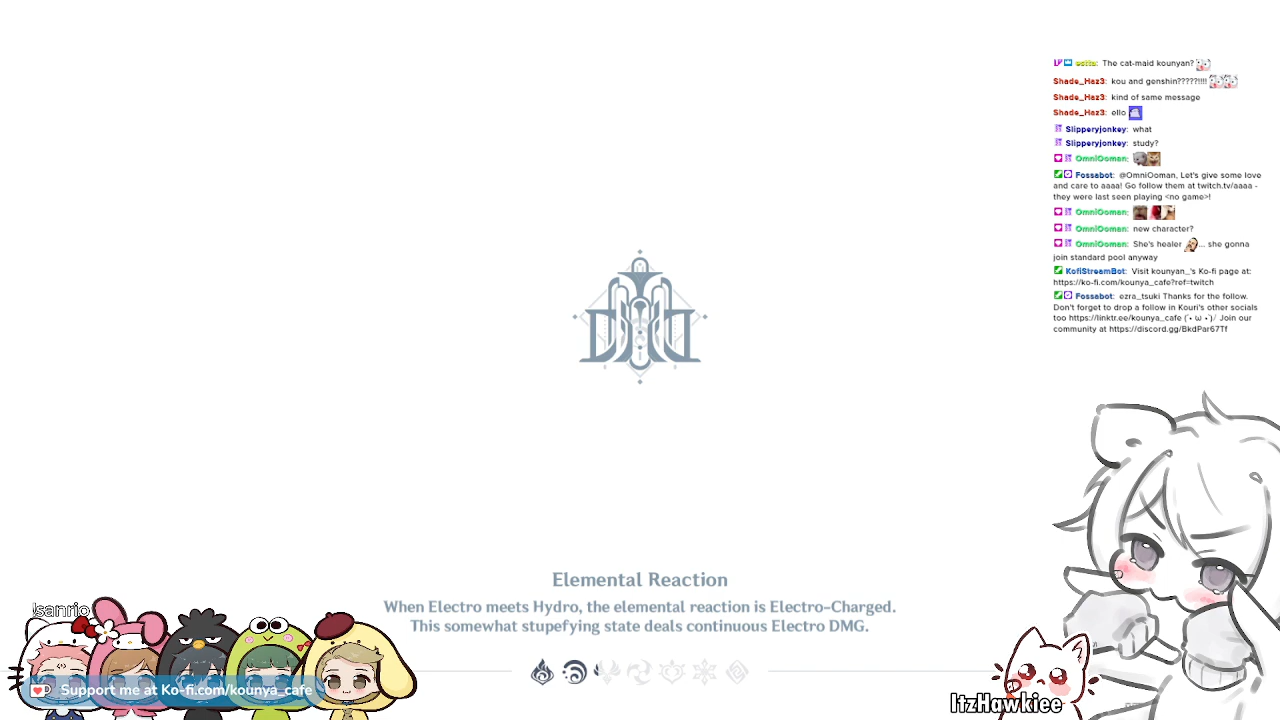 estta: The cat-maid kounyan?
Shade_Haz3: kou and genshin?????!!!!
Shade_Haz3: kind of same message
Shade_Haz3: ello
Slipperyjonkey: what
Slipperyjonkey: study?
OmniOoman:
Fossabot: @OmniOoman, Let's give some love
and care to aaaa! Go follow them at twitch.tv/aaaa -
they were last seen playing <no game>!
OmniOoman:
OmniOoman: new character?
OmniOoman: She's healer ... she gonna
join standard pool anyway
KofiStreamBot: Visit kounyan_'s Ko-fi page at:
https://ko-fi.com/kounya_cafe?ref=twitch
Fossabot: ezra_tsuki Thanks for the follow.
Don't forget to drop a follow in Kouri's other socials
too https://linktr.ee/kounya_cafe (´• ω •`)/ Join our
community at https://discord.gg/BkdPar67Tf
Elemental Reaction
When Electro meets Hydro, the elemental reaction is Electro-Charged.
This somewhat stupefying state deals continuous Electro DMG.
!sanrio
Support me at Ko-fi.com/kounya_cafe
ItzHawkiee